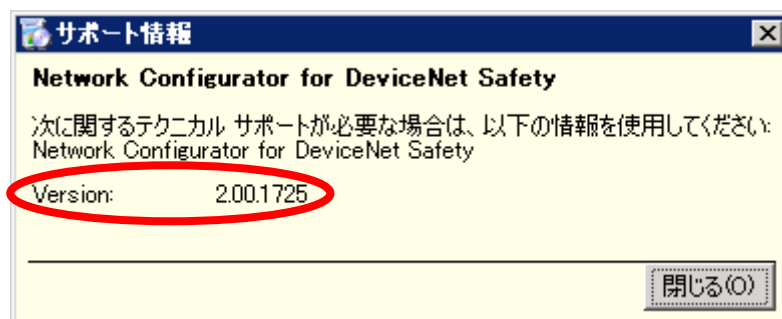 サポート情報
Network Configurator for DeviceNet Safety
次に関するテクニカル サポートが必要な場合は、以下の情報を使用してください:
Network Configurator for DeviceNet Safety
Version: 2.00.1725
閉じる(O)